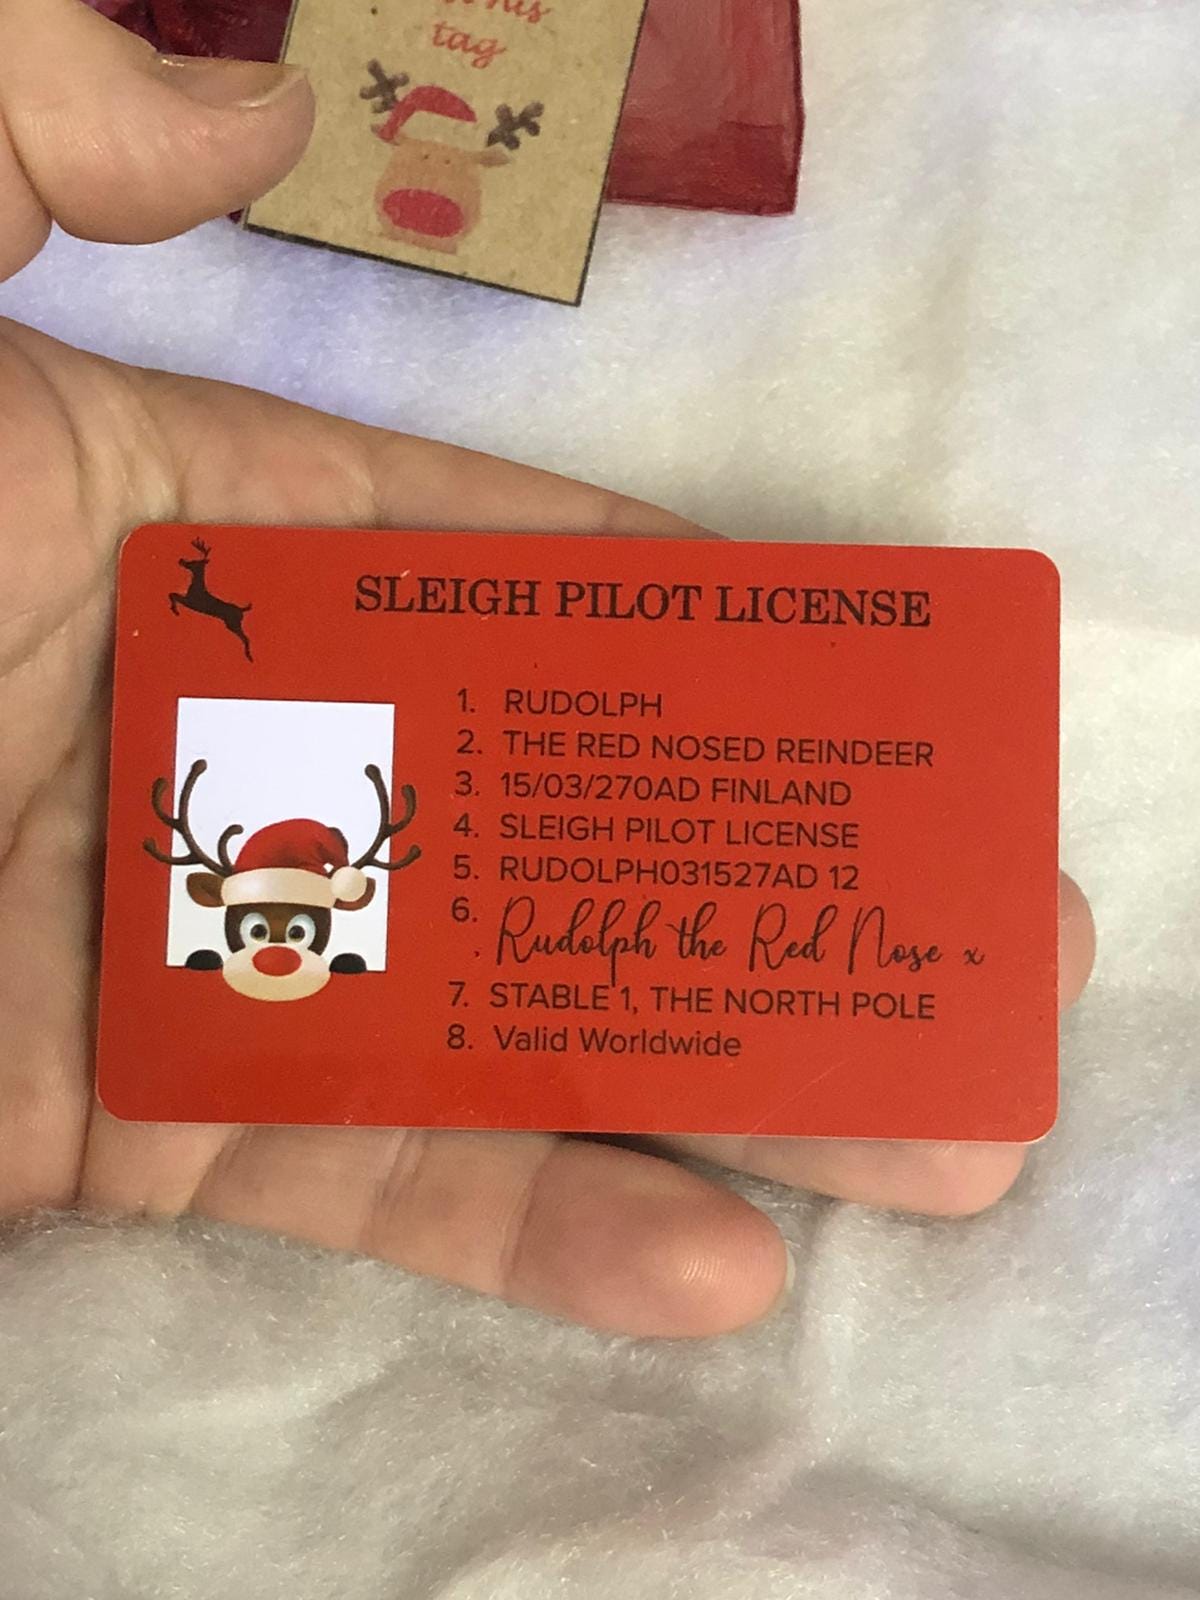 tag
SLEIGH PILOT LICENSE
1. RUDOLPH
2. THE RED NOSED REINDEER
3. 15/03/270AD FINLAND
4. SLEIGH PILOT LICENSE
5. RUDOLPH031527AD 12
6. Rudolph the Red Nose x
7. STABLE 1, THE NORTH POLE
8. Valid Worldwide